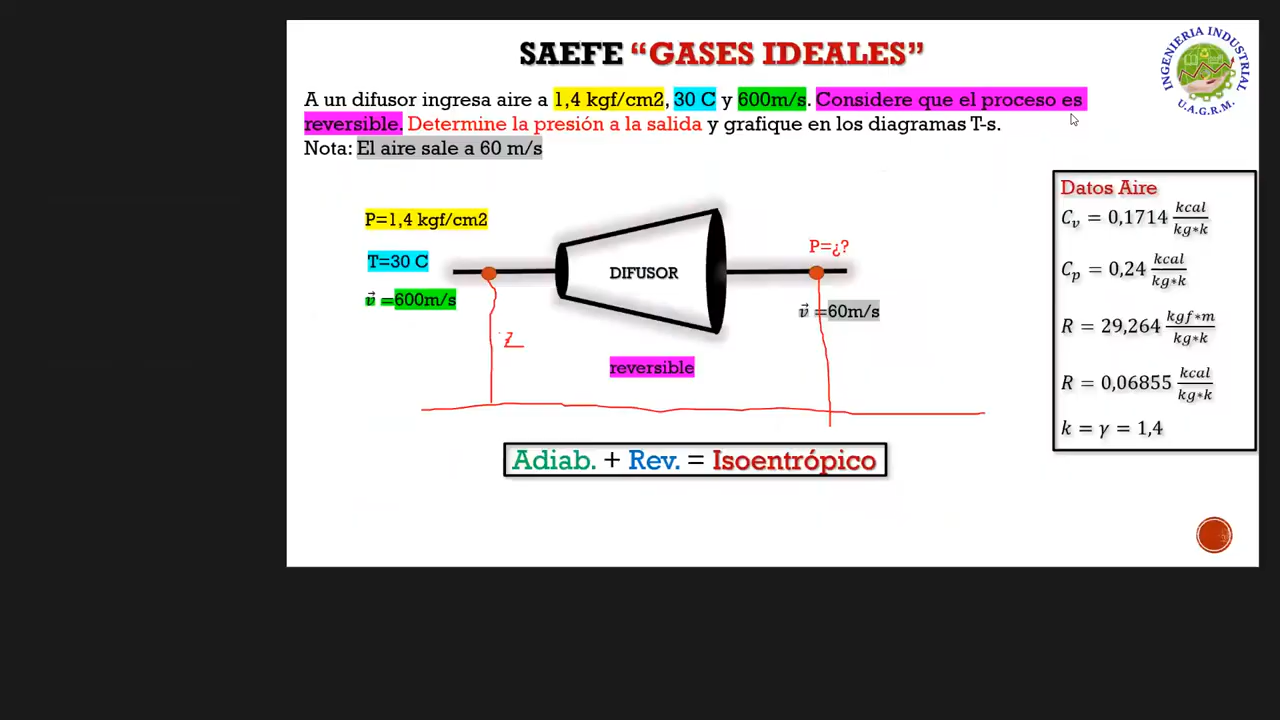 SAEFE “GASES IDEALES”
INGENIERIA INDUSTRIAL
U.A.G.R.M.
A un difusor ingresa aire a 1,4 kgf/cm2, 30 C y 600m/s. Considere que el proceso es
reversible. Determine la presión a la salida y grafique en los diagramas T-s.
Nota: El aire sale a 60 m/s
P=1,4 kgf/cm2
T=30 C
v⃗ =600m/s
Z
DIFUSOR
reversible
P=¿?
v⃗ =60m/s
Adiab. + Rev. = Isoentrópico
Datos Aire
C_v = 0,1714 kcal/kg∗k
C_p = 0,24 kcal/kg∗k
R = 29,264 kgf∗m/kg∗k
R = 0,06855 kcal/kg∗k
k = γ = 1,4